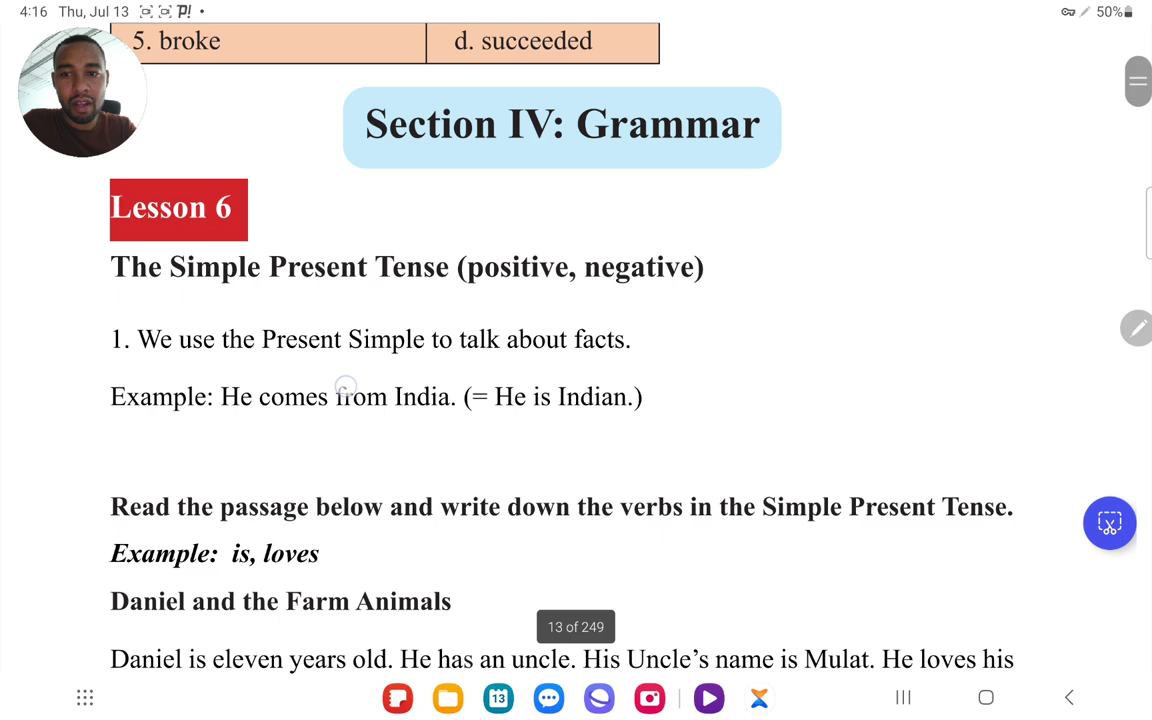 4:16 Thu, Jul 13 50%
5. broke d. succeeded
Section IV: Grammar
Lesson 6
The Simple Present Tense (positive, negative)
1. We use the Present Simple to talk about facts.
Example: He comes from India. (= He is Indian.)
Read the passage below and write down the verbs in the Simple Present Tense.
Example: is, loves
Daniel and the Farm Animals
13 of 249
Daniel is eleven years old. He has an uncle. His Uncle's name is Mulat. He loves his
13